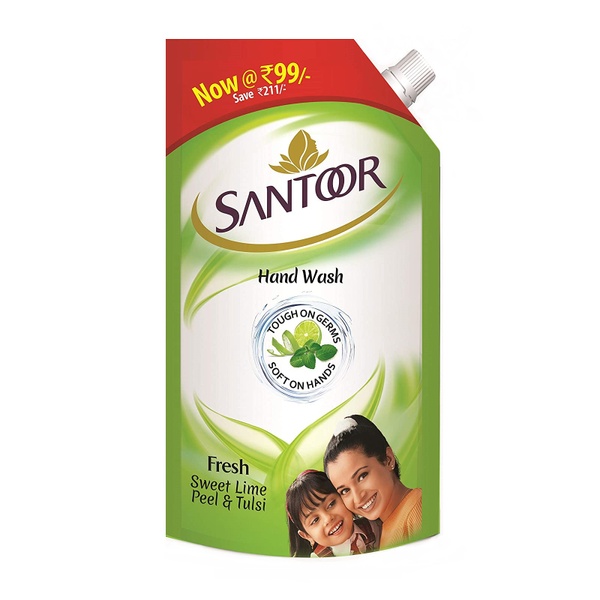 Now @ ₹99/-
Save ₹211/-
SANTOOR
Hand Wash
TOUGH ON GERMS
SOFT ON HANDS
Fresh
Sweet Lime
Peel & Tulsi